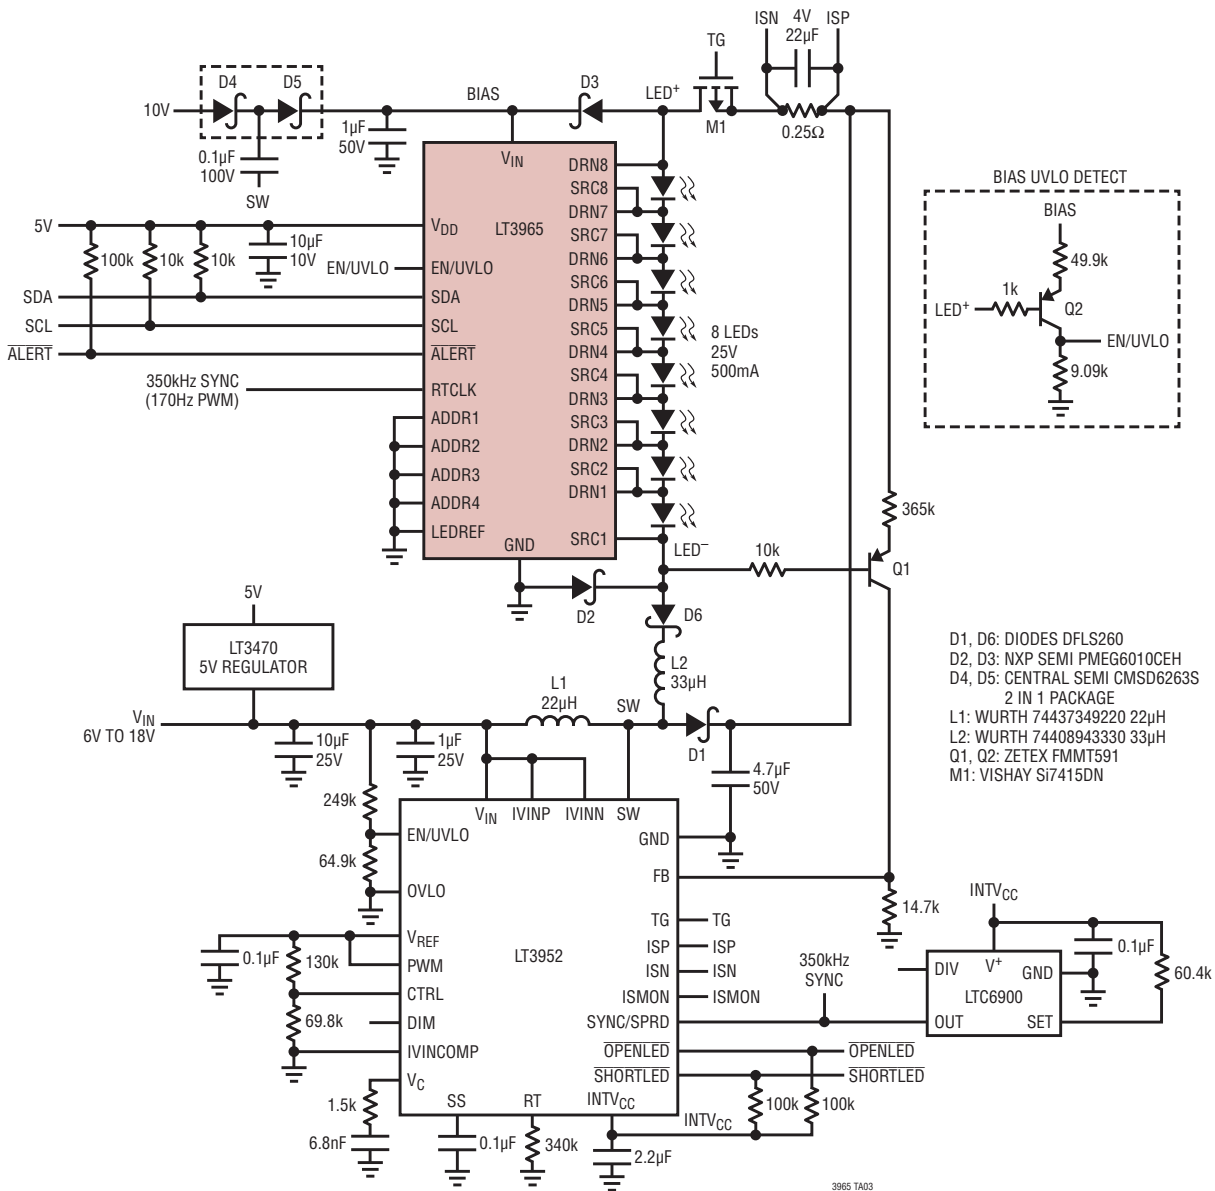 ISN
4V
22µF
ISP
TG
D4
D5
BIAS
D3
LED+
M1
0.25Ω
10V
1µF
50V
0.1µF
100V
SW
VIN
DRN8
SRC8
DRN7
SRC7
DRN6
SRC6
DRN5
SRC5
DRN4
SRC4
DRN3
SRC3
DRN2
SRC2
DRN1
SRC1
LT3965
5V
VDD
100k
10k
10k
10µF
10V
EN/UVLO
EN/UVLO
SDA
SDA
SCL
SCL
ALERT
ALERT
350kHz SYNC
(170Hz PWM)
RTCLK
ADDR1
ADDR2
ADDR3
ADDR4
LEDREF
GND
8 LEDs
25V
500mA
BIAS UVLO DETECT
BIAS
49.9k
1k
LED+
Q2
EN/UVLO
9.09k
365k
LED–
10k
Q1
D2
D6
5V
LT3470
5V REGULATOR
L2
33µH
L1
22µH
SW
VIN
6V TO 18V
D1
10µF
25V
1µF
25V
4.7µF
50V
D1, D6: DIODES DFLS260
D2, D3: NXP SEMI PMEG6010CEH
D4, D5: CENTRAL SEMI CMSD6263S
2 IN 1 PACKAGE
L1: WURTH 74437349220 22µH
L2: WURTH 74408943330 33µH
Q1, Q2: ZETEX FMMT591
M1: VISHAY Si7415DN
249k
64.9k
VIN
IVINP
IVINN
SW
EN/UVLO
GND
OVLO
FB
14.7k
VREF
PWM
0.1µF
130k
CTRL
69.8k
DIM
IVINCOMP
VC
1.5k
6.8nF
LT3952
TG
TG
ISP
ISP
ISN
ISN
ISMON
ISMON
SYNC/SPRD
350kHz
SYNC
OPENLED
OPENLED
SHORTLED
SHORTLED
SS
RT
INTVCC
INTVCC
100k
100k
0.1µF
340k
2.2µF
INTVCC
0.1µF
60.4k
DIV
V+
GND
LTC6900
OUT
SET
3965 TA03